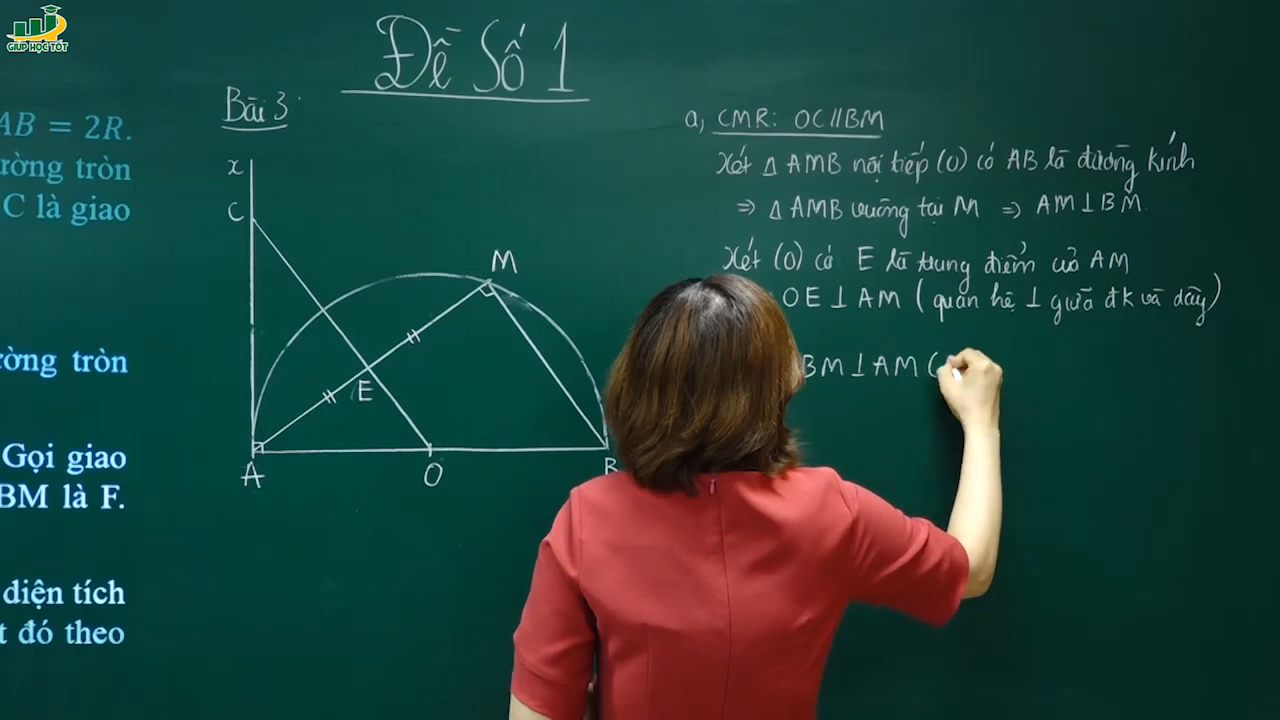 GIUP HỌC TỐT
Đề Số 1
Bài 3
AB = 2R.
ường tròn
C là giao
ường tròn
Gọi giao
BM là F.
diện tích
t đó theo
x
C
M
E
A
O
B
a, CMR: OC // BM
Xét Δ AMB nội tiếp (O) có AB là đường kính
⇒ Δ AMB vuông tại M ⇒ AM ⊥ BM
Xét (O) có E là trung điểm của AM
OE ⊥ AM ( quan hệ ⊥ giữa đk và dây )
BM ⊥ AM (